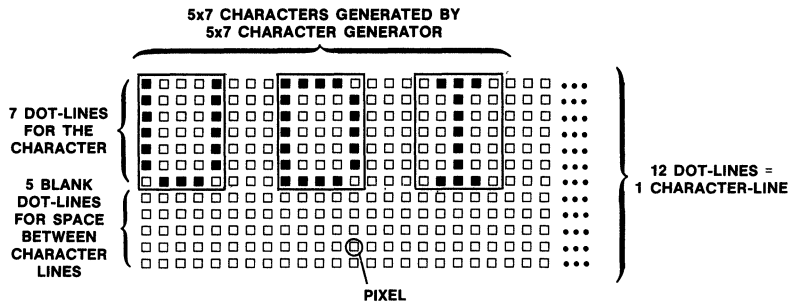 5x7 CHARACTERS GENERATED BY
5x7 CHARACTER GENERATOR
7 DOT-LINES
FOR THE
CHARACTER
5 BLANK
DOT-LINES
FOR SPACE
BETWEEN
CHARACTER
LINES
12 DOT-LINES =
1 CHARACTER-LINE
PIXEL